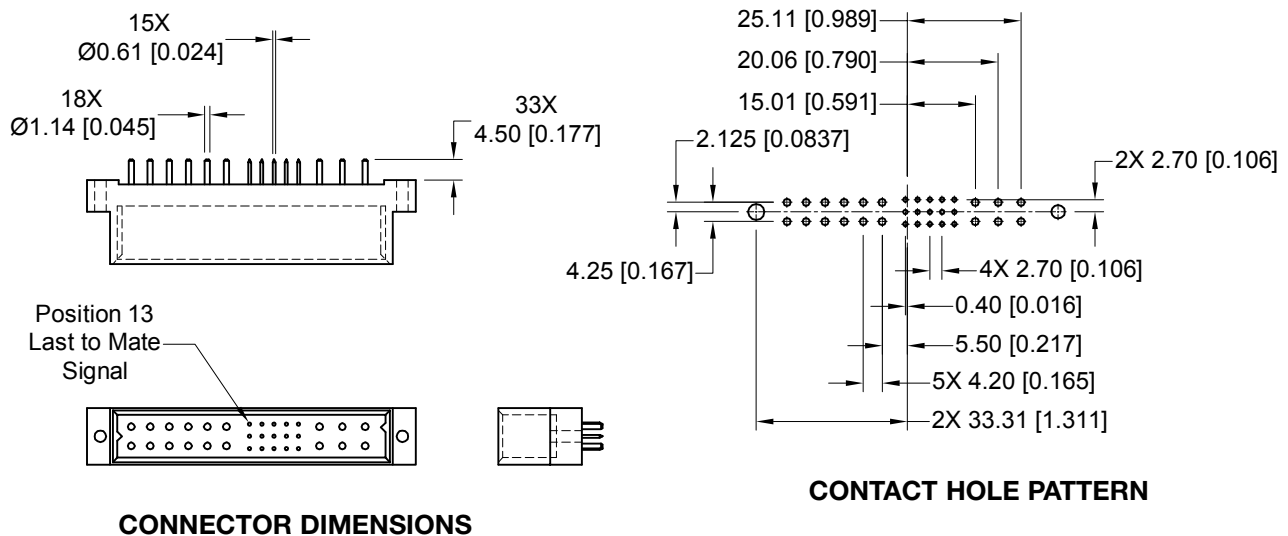 15X
Ø0.61 [0.024]
18X
Ø1.14 [0.045]
33X
4.50 [0.177]
Position 13
Last to Mate
Signal
CONNECTOR DIMENSIONS
25.11 [0.989]
20.06 [0.790]
15.01 [0.591]
2.125 [0.0837]
2X 2.70 [0.106]
4.25 [0.167]
4X 2.70 [0.106]
0.40 [0.016]
5.50 [0.217]
5X 4.20 [0.165]
2X 33.31 [1.311]
CONTACT HOLE PATTERN